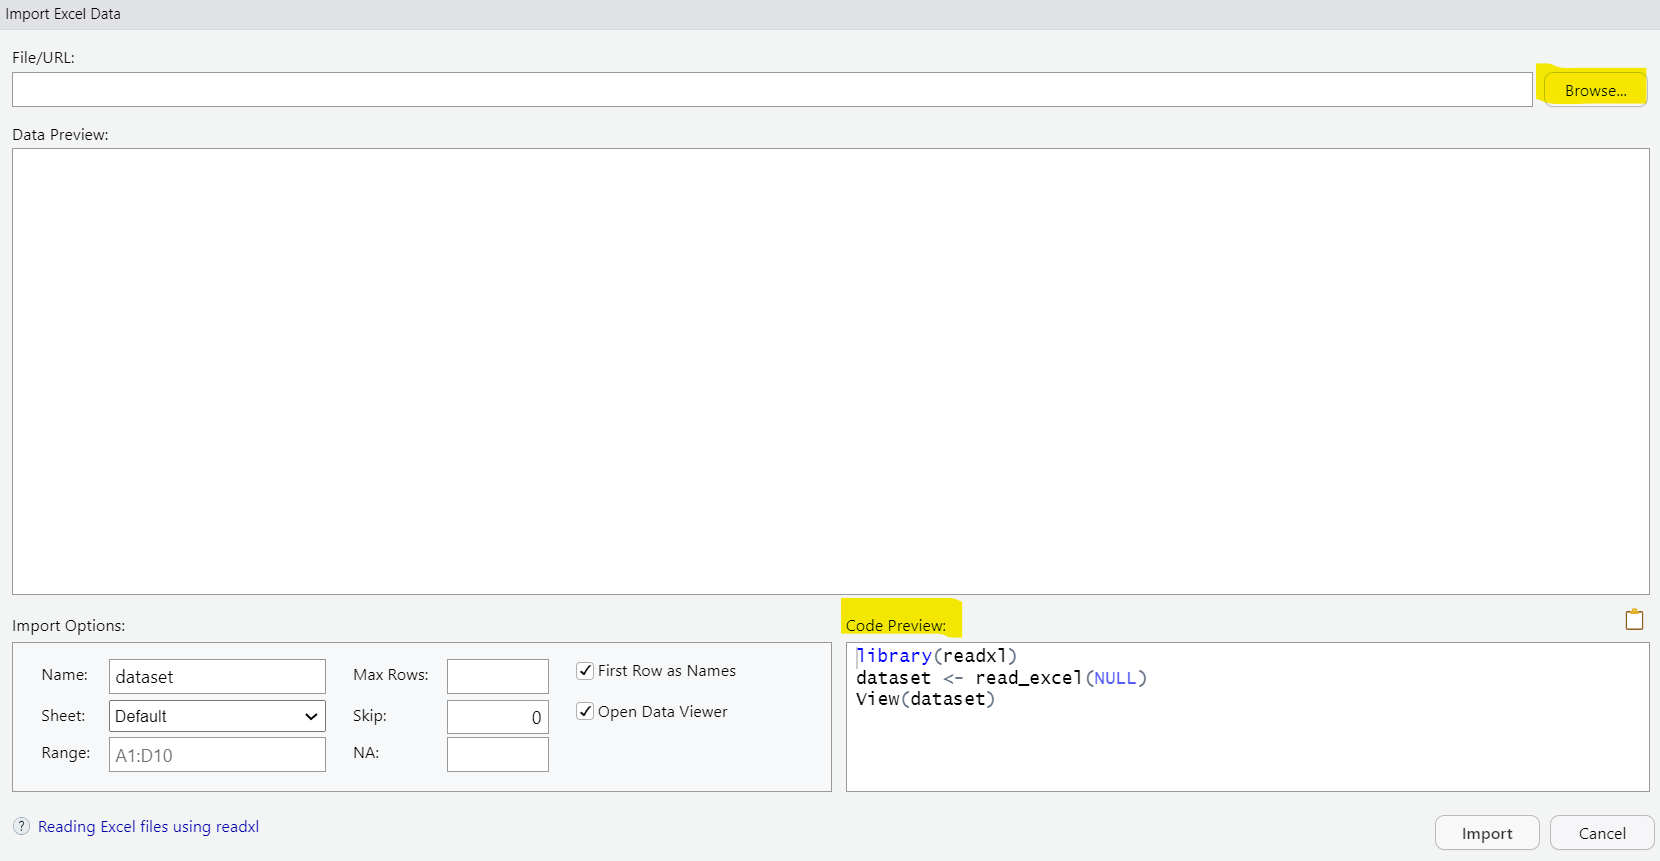 Import Excel Data
File/URL:
Browse...
Data Preview:
Import Options:
Name: dataset Max Rows: First Row as Names
Sheet: Default Skip: 0 Open Data Viewer
Range: A1:D10 NA:
Code Preview:
library(readxl)
dataset <- read_excel(NULL)
View(dataset)
? Reading Excel files using readxl
Import Cancel